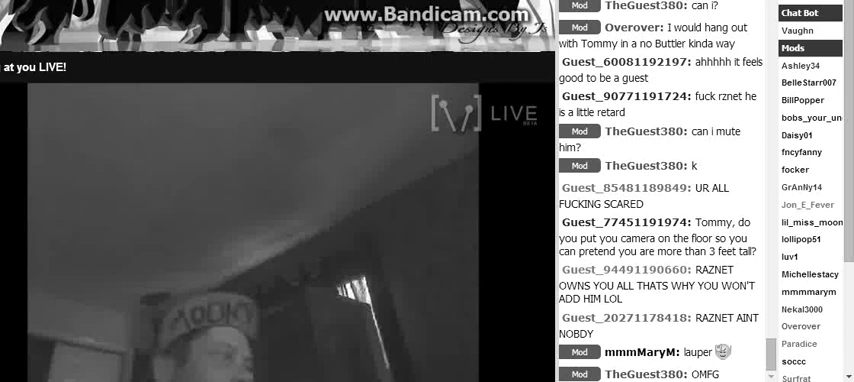 www.Bandicam.com
Designs By Js
g at you LIVE!
LIVE
BETA
Mod TheGuest380: can i?
Mod Overover: I would hang out
with Tommy in a no Buttler kinda way
Guest_60081192197: ahhhhh it feels
good to be a guest
Guest_90771191724: fuck rznet he
is a little retard
Mod TheGuest380: can i mute
him?
Mod TheGuest380: k
Guest_85481189849: UR ALL
FUCKING SCARED
Guest_77451191974: Tommy, do
you put you camera on the floor so you
can pretend you are more than 3 feet tall?
Guest_94491190660: RAZNET
OWNS YOU ALL THATS WHY YOU WON'T
ADD HIM LOL
Guest_20271178418: RAZNET AINT
NOBDY
Mod mmmMaryM: lauper
Mod TheGuest380: OMFG
Chat Bot
Vaughn
Mods
Ashley34
BelleStarr007
BillPopper
bobs_your_un
Daisy01
fncyfanny
focker
GrAnNy14
Jon_E_Fever
lil_miss_moon
lollipop51
luv1
Michellestacy
mmmmarym
Nekal3000
Overover
Paradice
soccc
Surfrat